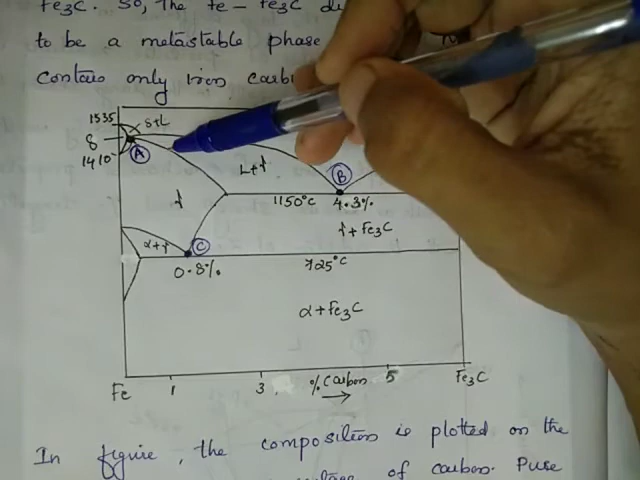 Fe3C. So, the Fe-Fe3C
to be a metastable phase
contains only iron
1535
δ+L
δ
1410
A
L+γ
B
1150°C 4.3%
γ
γ+Fe3C
α+γ
C
0.8% 725°C
α+Fe3C
Fe 1 3 % Carbon 5 Fe3C
In figure, the composition is plotted on the
of carbon. Pure